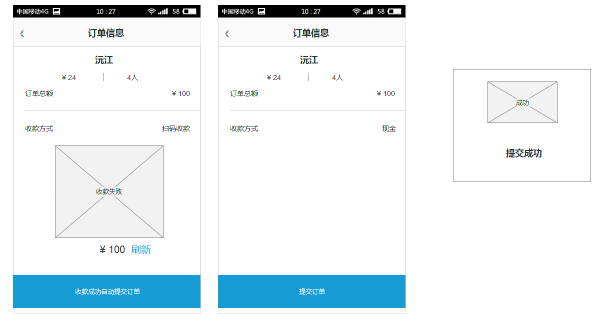 中国移动4G 10 : 27 58
订单信息
沅江
¥ 24 4人
订单总额 ¥ 100
收款方式 扫码收款
收款失败
¥ 100 刷新
收款成功自动提交订单
中国移动4G 10 : 27 58
订单信息
沅江
¥ 24 4人
订单总额 ¥ 100
收款方式 现金
提交订单
成功
提交成功